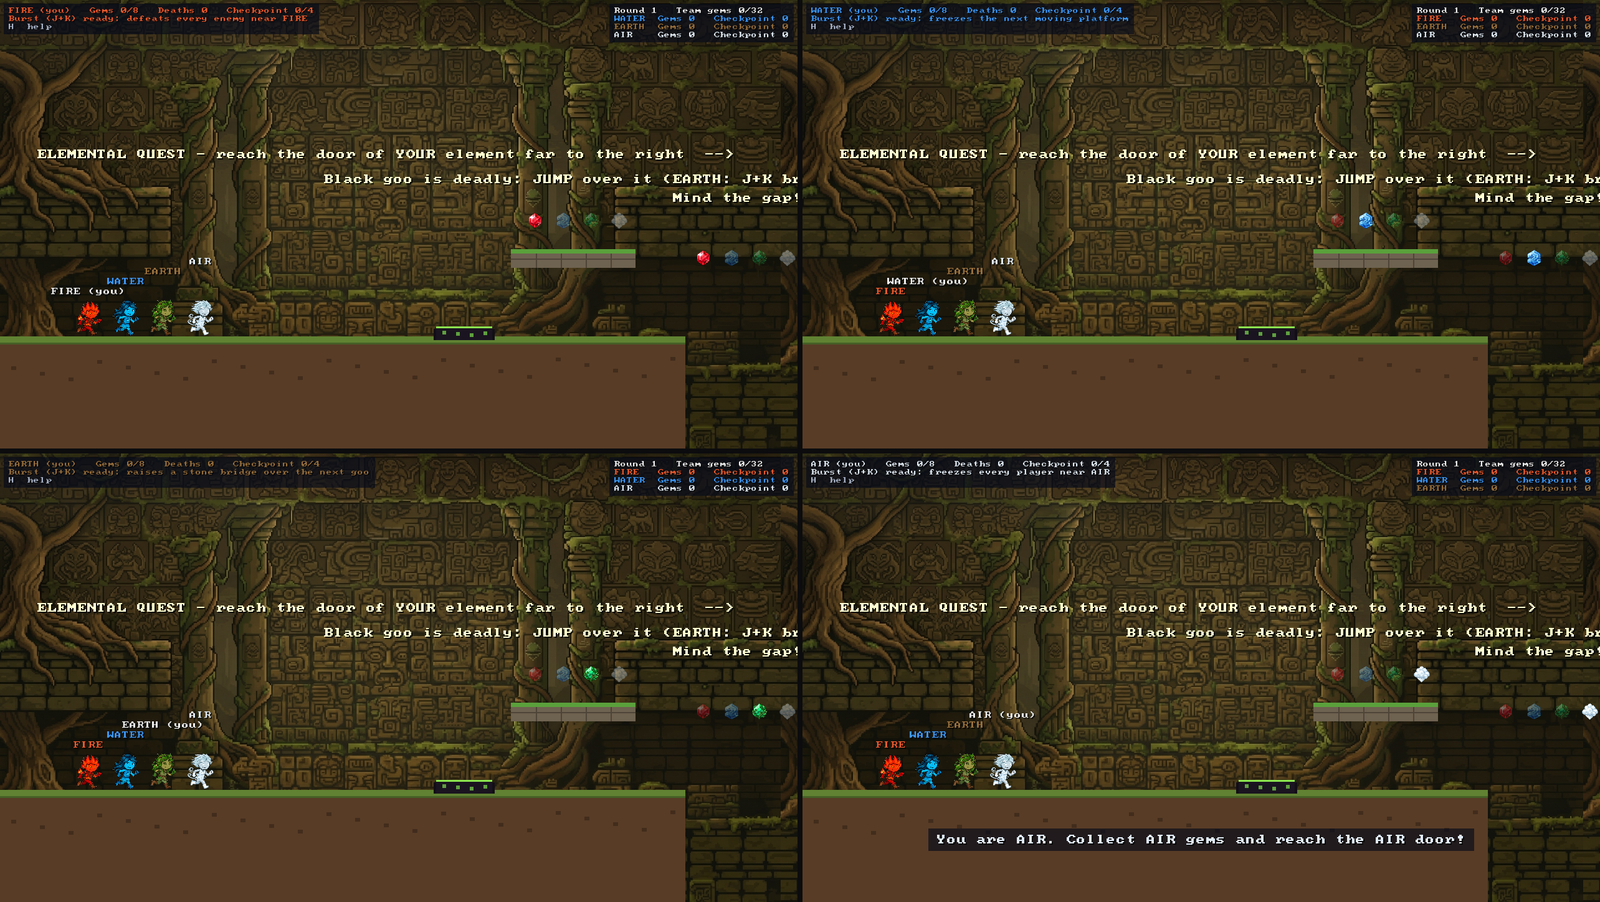 FIRE (you)   Gems 0/8   Deaths 0   Checkpoint 0/4
Burst (J+K) ready: defeats every enemy near FIRE
H  help
Round 1   Team gems 0/32
WATER  Gems 0   Checkpoint 0
EARTH  Gems 0   Checkpoint 0
AIR    Gems 0   Checkpoint 0
ELEMENTAL QUEST - reach the door of YOUR element far to the right  -->
Black goo is deadly: JUMP over it (EARTH: J+K br
Mind the gap!
AIR
EARTH
WATER
FIRE (you)
WATER (you)   Gems 0/8   Deaths 0   Checkpoint 0/4
Burst (J+K) ready: freezes the next moving platform
H  help
Round 1   Team gems 0/32
FIRE   Gems 0   Checkpoint 0
EARTH  Gems 0   Checkpoint 0
AIR    Gems 0   Checkpoint 0
ELEMENTAL QUEST - reach the door of YOUR element far to the right  -->
Black goo is deadly: JUMP over it (EARTH: J+K br
Mind the gap!
AIR
EARTH
WATER (you)
FIRE
EARTH (you)   Gems 0/8   Deaths 0   Checkpoint 0/4
Burst (J+K) ready: raises a stone bridge over the next goo
H  help
Round 1   Team gems 0/32
FIRE   Gems 0   Checkpoint 0
WATER  Gems 0   Checkpoint 0
AIR    Gems 0   Checkpoint 0
ELEMENTAL QUEST - reach the door of YOUR element far to the right  -->
Black goo is deadly: JUMP over it (EARTH: J+K br
Mind the gap!
AIR
EARTH (you)
WATER
FIRE
AIR (you)   Gems 0/8   Deaths 0   Checkpoint 0/4
Burst (J+K) ready: freezes every player near AIR
H  help
Round 1   Team gems 0/32
FIRE   Gems 0   Checkpoint 0
WATER  Gems 0   Checkpoint 0
EARTH  Gems 0   Checkpoint 0
ELEMENTAL QUEST - reach the door of YOUR element far to the right  -->
Black goo is deadly: JUMP over it (EARTH: J+K br
Mind the gap!
AIR (you)
EARTH
WATER
FIRE
You are AIR. Collect AIR gems and reach the AIR door!